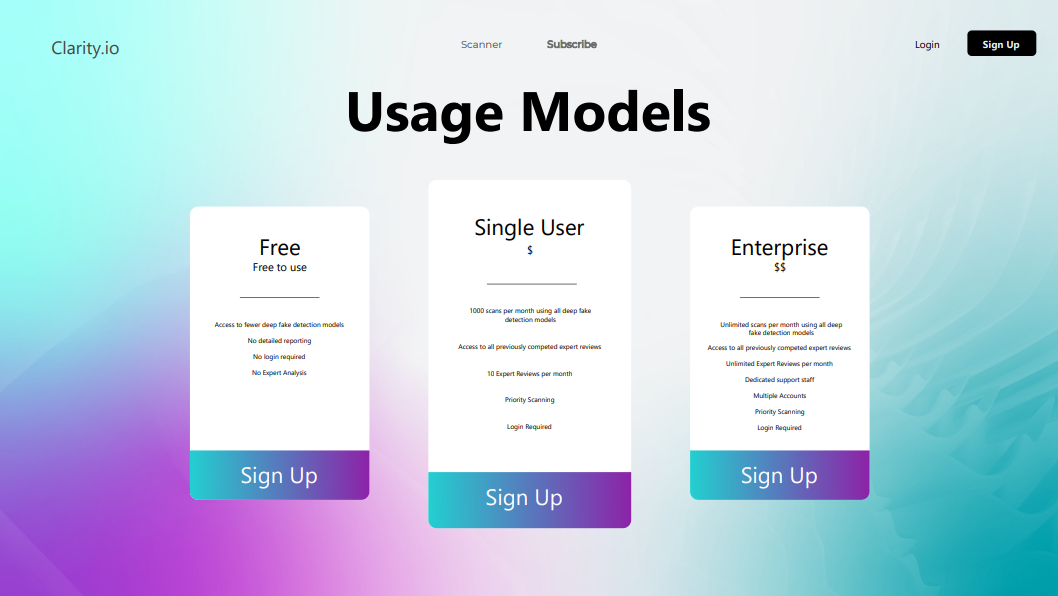 Clarity.io
Scanner
Subscribe
Login
Sign Up
Usage Models
Free
Free to use
Access to fewer deep fake detection models
No detailed reporting
No login required
No Expert Analysis
Sign Up
Single User
$
1000 scans per month using all deep fake
detection models
Access to all previously competed expert reviews
10 Expert Reviews per month
Priority Scanning
Login Required
Sign Up
Enterprise
$$
Unlimited scans per month using all deep
fake detection models
Access to all previously competed expert reviews
Unlimited Expert Reviews per month
Dedicated support staff
Multiple Accounts
Priority Scanning
Login Required
Sign Up